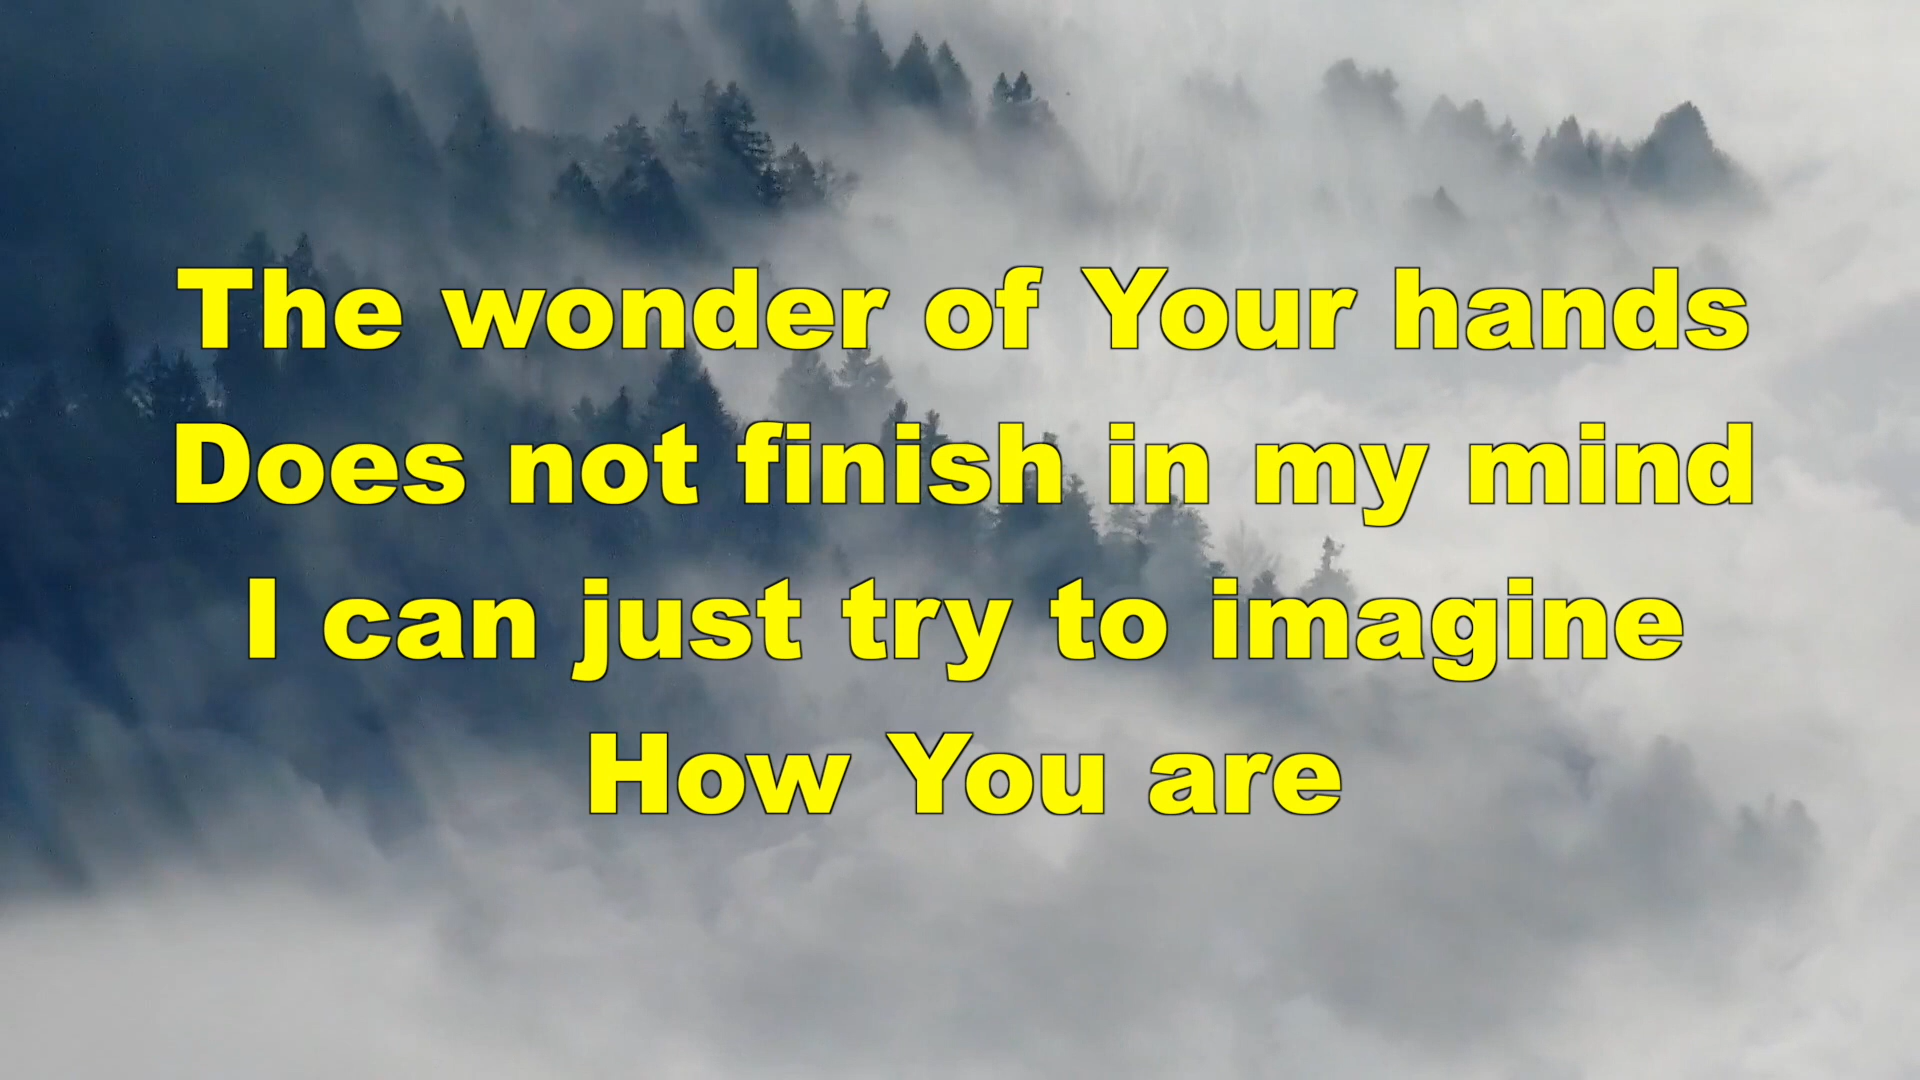 The wonder of Your hands
Does not finish in my mind
I can just try to imagine
How You are